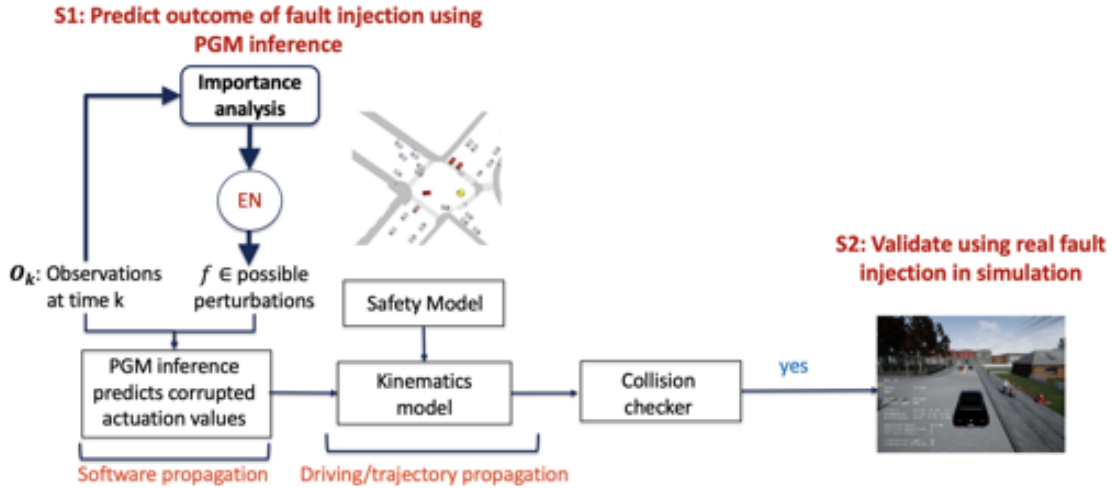 S1: Predict outcome of fault injection using
PGM inference
Importance
analysis
EN
O_k: Observations
at time k
f ∈ possible
perturbations
Safety Model
S2: Validate using real fault
injection in simulation
PGM inference
predicts corrupted
actuation values
Kinematics
model
Collision
checker
yes
Software propagation
Driving/trajectory propagation